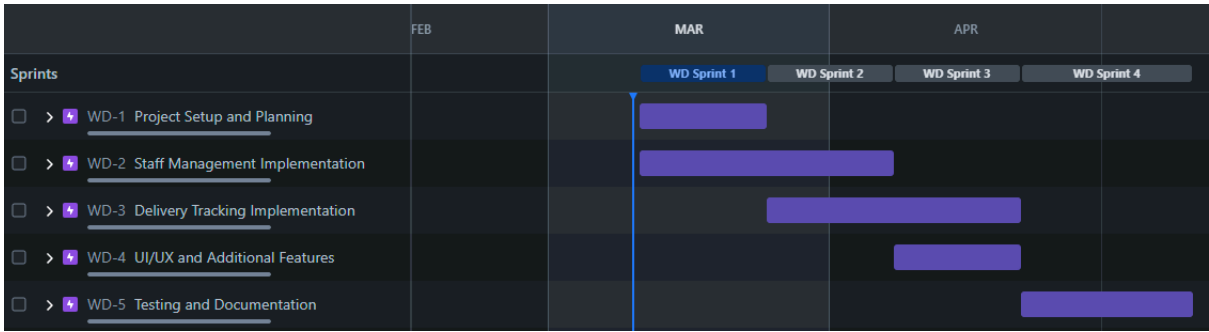 FEB MAR APR
Sprints WD Sprint 1 WD Sprint 2 WD Sprint 3 WD Sprint 4
WD-1 Project Setup and Planning
WD-2 Staff Management Implementation
WD-3 Delivery Tracking Implementation
WD-4 UI/UX and Additional Features
WD-5 Testing and Documentation